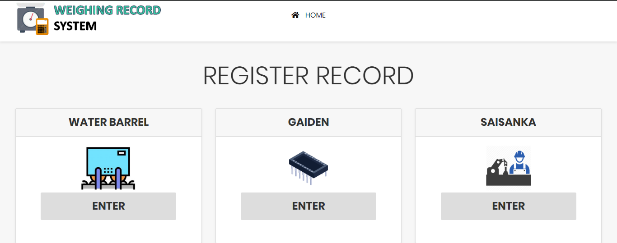 WEIGHING RECORD
SYSTEM
HOME
REGISTER RECORD
WATER BARREL
GAIDEN
SAISANKA
ENTER
ENTER
ENTER